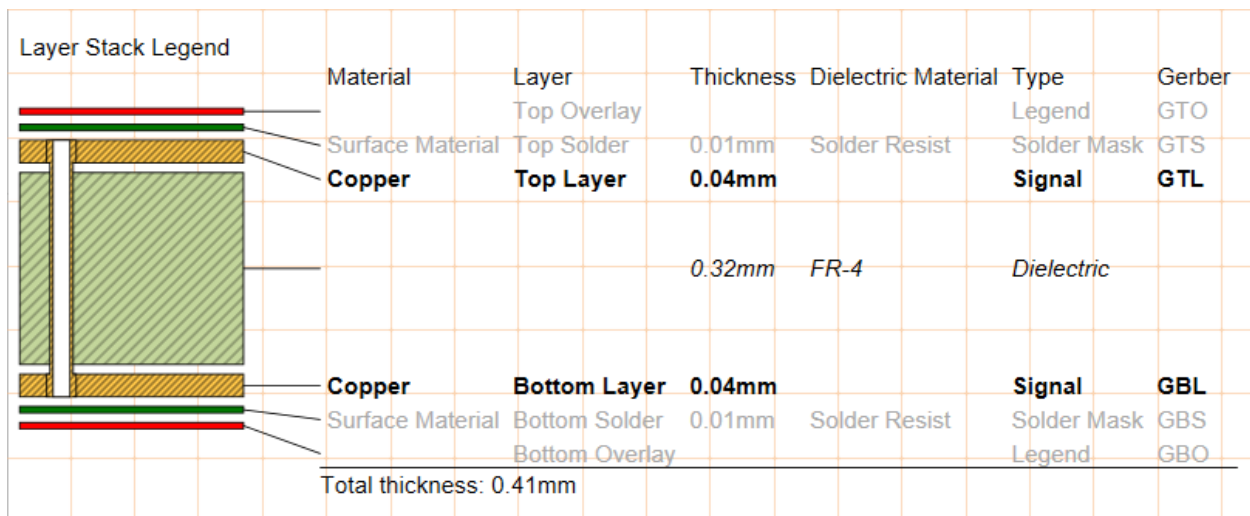 Layer Stack Legend
Material Layer Thickness Dielectric Material Type Gerber
Top Overlay Legend GTO
Surface Material Top Solder 0.01mm Solder Resist Solder Mask GTS
Copper Top Layer 0.04mm Signal GTL
0.32mm FR-4 Dielectric
Copper Bottom Layer 0.04mm Signal GBL
Surface Material Bottom Solder 0.01mm Solder Resist Solder Mask GBS
Bottom Overlay Legend GBO
Total thickness: 0.41mm